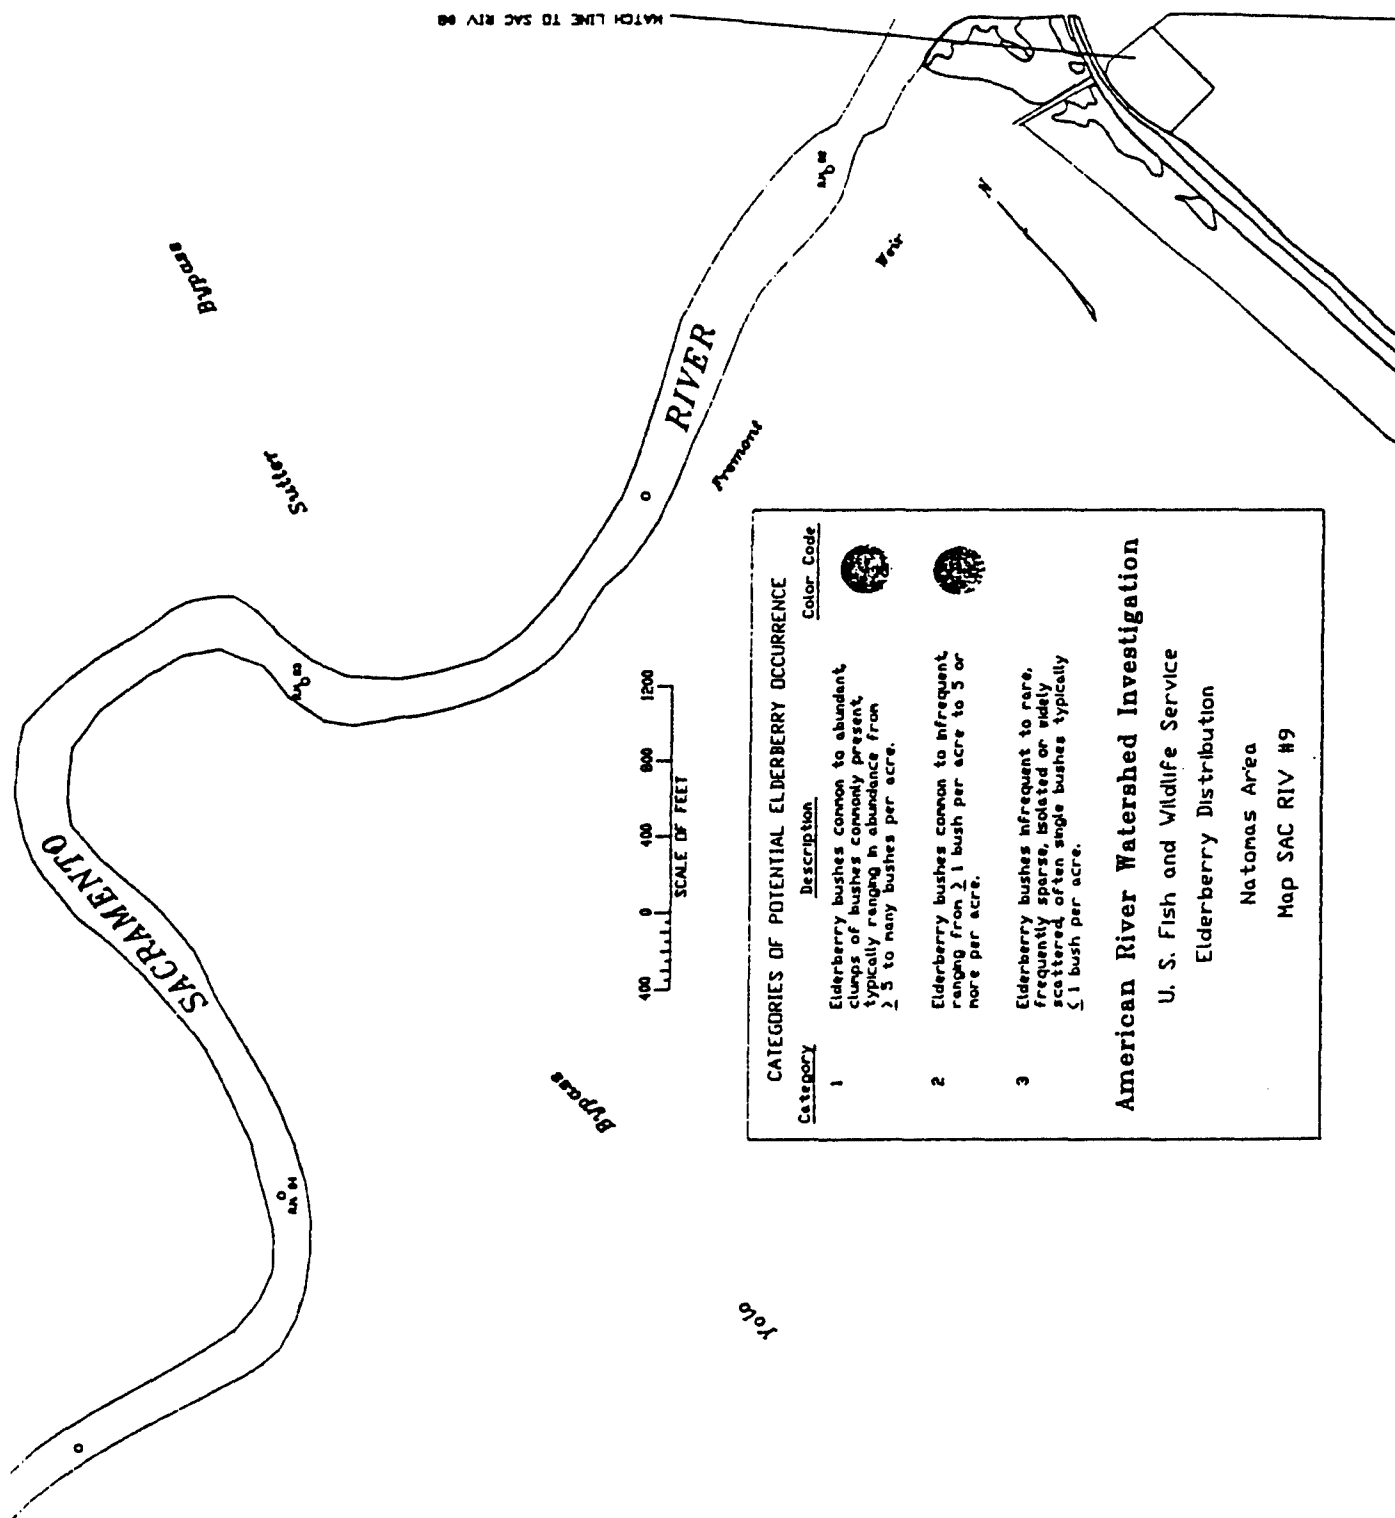 MATCH LINE TO SAC RIV
Bypass
Sutter
SACRAMENTO
RIVER
Weir
N
Fremont
Bypass
Yolo
400 0 400 800 1200
SCALE OF FEET
CATEGORIES OF POTENTIAL ELDERBERRY OCCURRENCE
Category Description Color Code
1 Elderberry bushes common to abundant,
clumps of bushes commonly present,
typically ranging in abundance from
≥ 5 to many bushes per acre.
2 Elderberry bushes common to infrequent,
ranging from ≥ 1 bush per acre to 5 or
more per acre.
3 Elderberry bushes infrequent to rare,
frequently sparse, isolated or widely
scattered, often single bushes typically
≤ 1 bush per acre.
American River Watershed Investigation
U. S. Fish and Wildlife Service
Elderberry Distribution
Natomas Area
Map SAC RIV #9